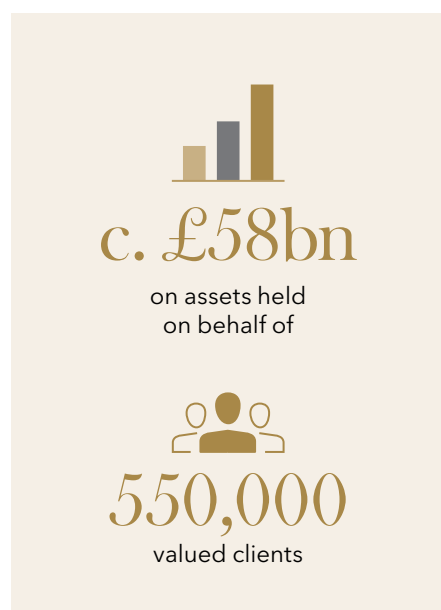 c. £58bn
on assets held
on behalf of
550,000
valued clients